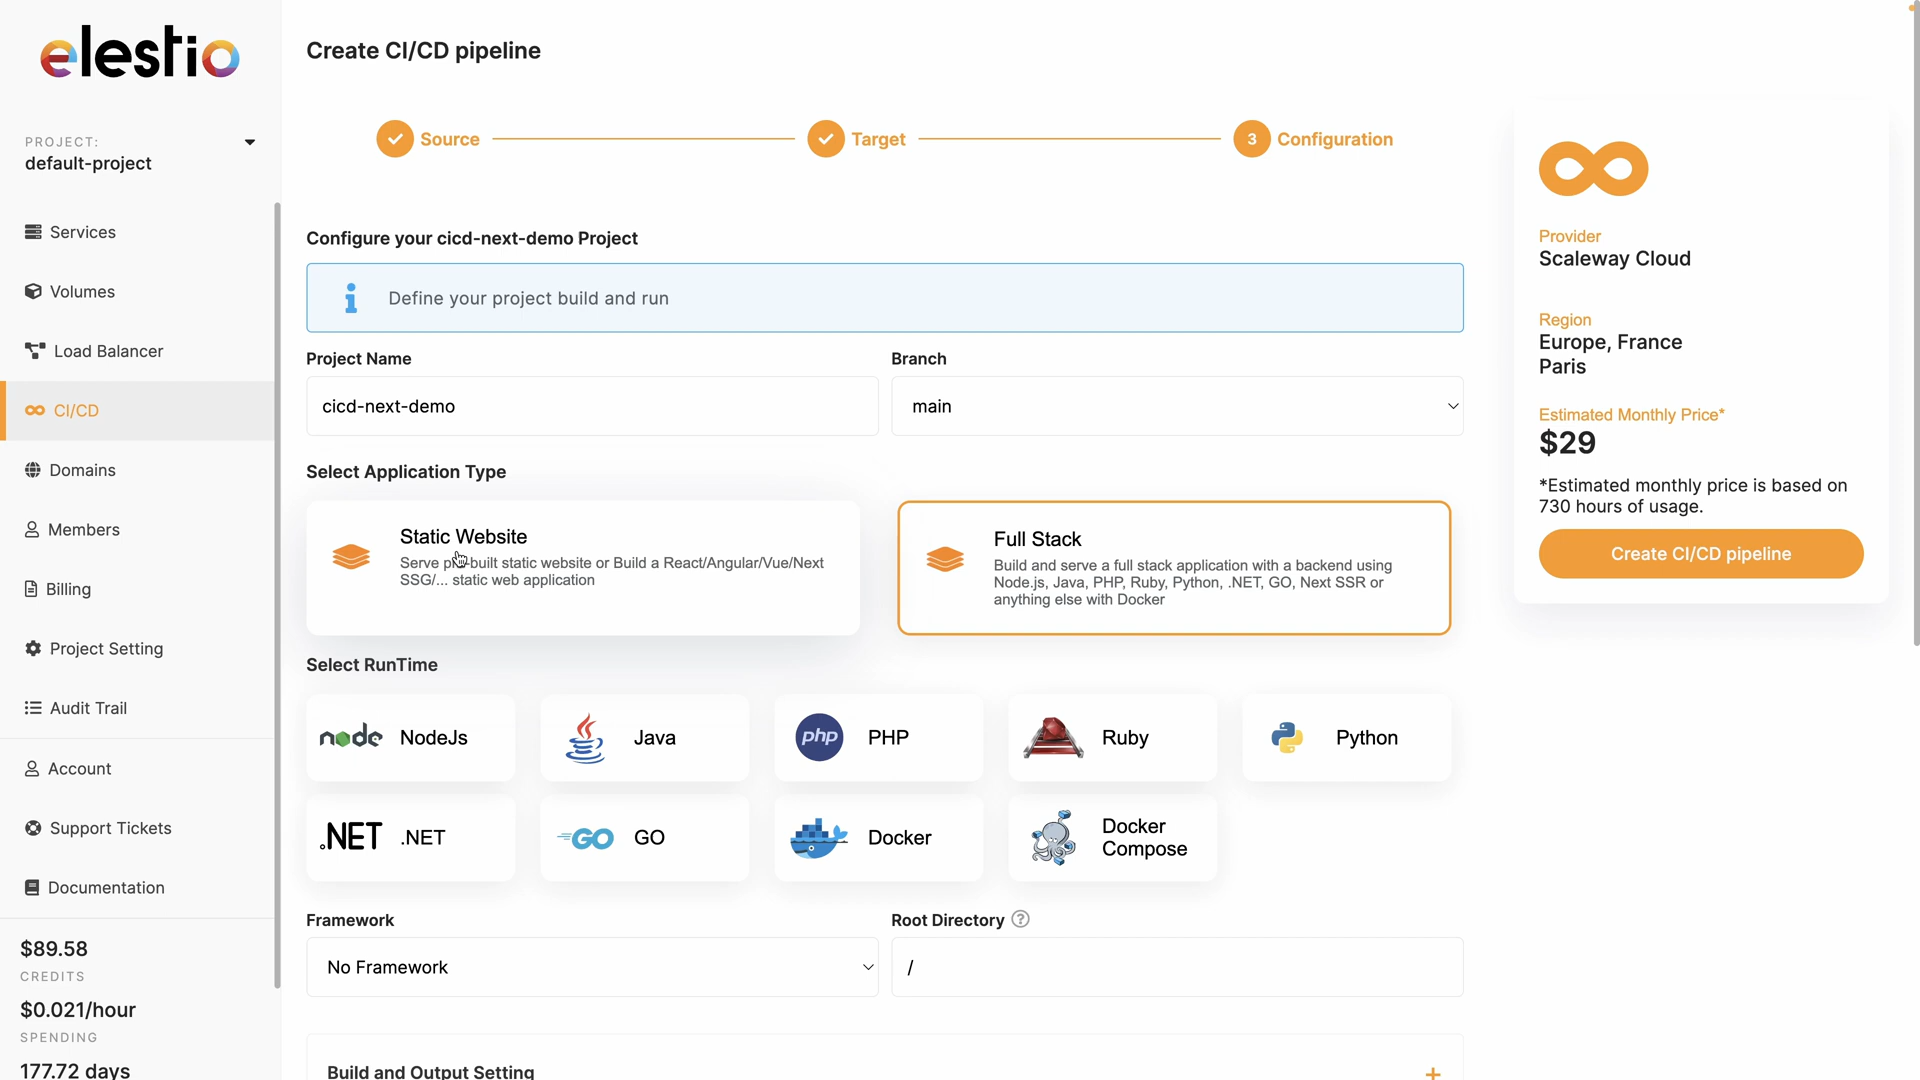 elestio
PROJECT:
default-project
Services
Volumes
Load Balancer
CI/CD
Domains
Members
Billing
Project Setting
Audit Trail
Account
Support Tickets
Documentation
$89.58
CREDITS
$0.021/hour
SPENDING
177.72 days
Create CI/CD pipeline
Source
Target
3 Configuration
Configure your cicd-next-demo Project
Define your project build and run
Project Name
cicd-next-demo
Branch
main
Select Application Type
Static Website
Serve pre-built static website or Build a React/Angular/Vue/Next
SSG/... static web application
Full Stack
Build and serve a full stack application with a backend using
Node.js, Java, PHP, Ruby, Python, .NET, GO, Next SSR or
anything else with Docker
Select RunTime
node NodeJs
Java
php PHP
Ruby
Python
.NET .NET
GO GO
Docker
Docker
Compose
Framework
No Framework
Root Directory ?
/
Build and Output Setting
+
Provider
Scaleway Cloud
Region
Europe, France
Paris
Estimated Monthly Price*
$29
*Estimated monthly price is based on
730 hours of usage.
Create CI/CD pipeline